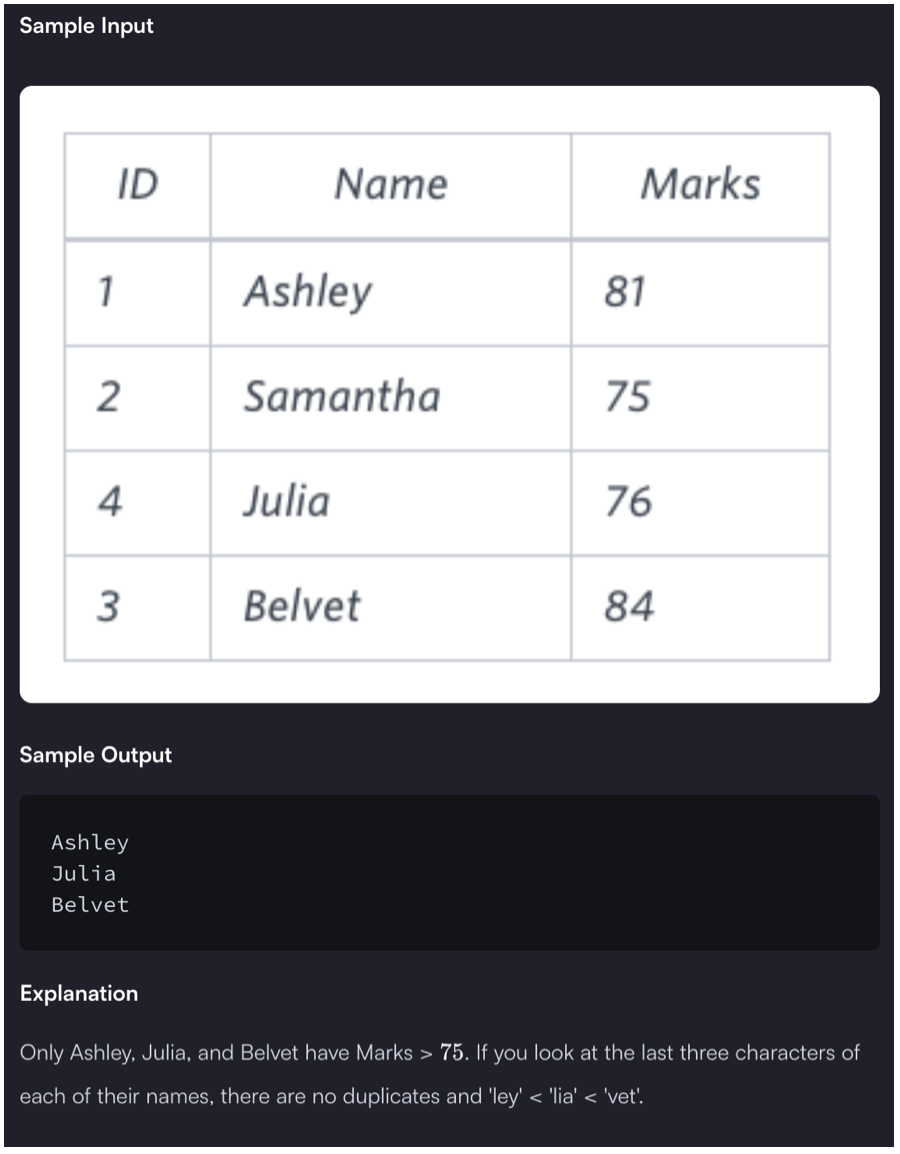 Sample Input
ID Name Marks
1 Ashley 81
2 Samantha 75
4 Julia 76
3 Belvet 84
Sample Output
Ashley
Julia
Belvet
Explanation
Only Ashley, Julia, and Belvet have Marks > 75. If you look at the last three characters of
each of their names, there are no duplicates and 'ley' < 'lia' < 'vet'.